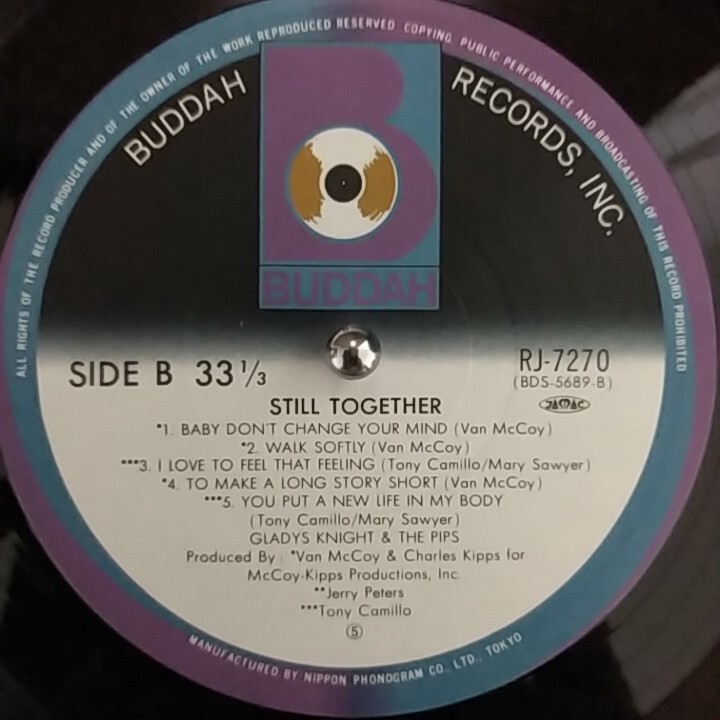 ALL RIGHTS OF THE RECORD PRODUCER AND OF THE OWNER OF THE WORK REPRODUCED RESERVED. COPYING, PUBLIC PERFORMANCE AND BROADCASTING OF THIS RECORD PROHIBITED
BUDDAH RECORDS, INC.
B
BUDDAH
SIDE B 33 1/3
RJ-7270
(BDS-5689-B)
STILL TOGETHER
*1. BABY DON'T CHANGE YOUR MIND (Van McCoy)
*2. WALK SOFTLY (Van McCoy)
***3. I LOVE TO FEEL THAT FEELING (Tony Camillo/Mary Sawyer)
*4. TO MAKE A LONG STORY SHORT (Van McCoy)
***5. YOU PUT A NEW LIFE IN MY BODY
(Tony Camillo/Mary Sawyer)
GLADYS KNIGHT & THE PIPS
Produced By : *Van McCoy & Charles Kipps for
McCoy-Kipps Productions, Inc.
**Jerry Peters
***Tony Camillo
⑤
MANUFACTURED BY NIPPON PHONOGRAM CO., LTD., TOKYO